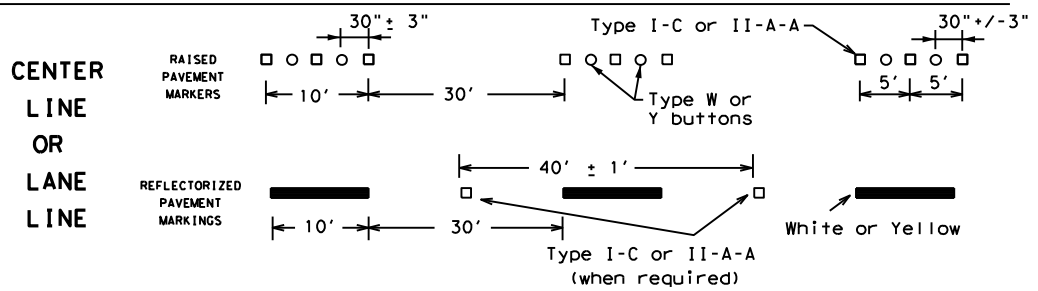 CENTER
LINE
OR
LANE
LINE
RAISED
PAVEMENT
MARKERS
30" ± 3"
10'
30'
Type I-C or II-A-A
30"+/-3"
5'
5'
Type W or
Y buttons
REFLECTORIZED
PAVEMENT
MARKINGS
40' ± 1'
10'
30'
Type I-C or II-A-A
(when required)
White or Yellow